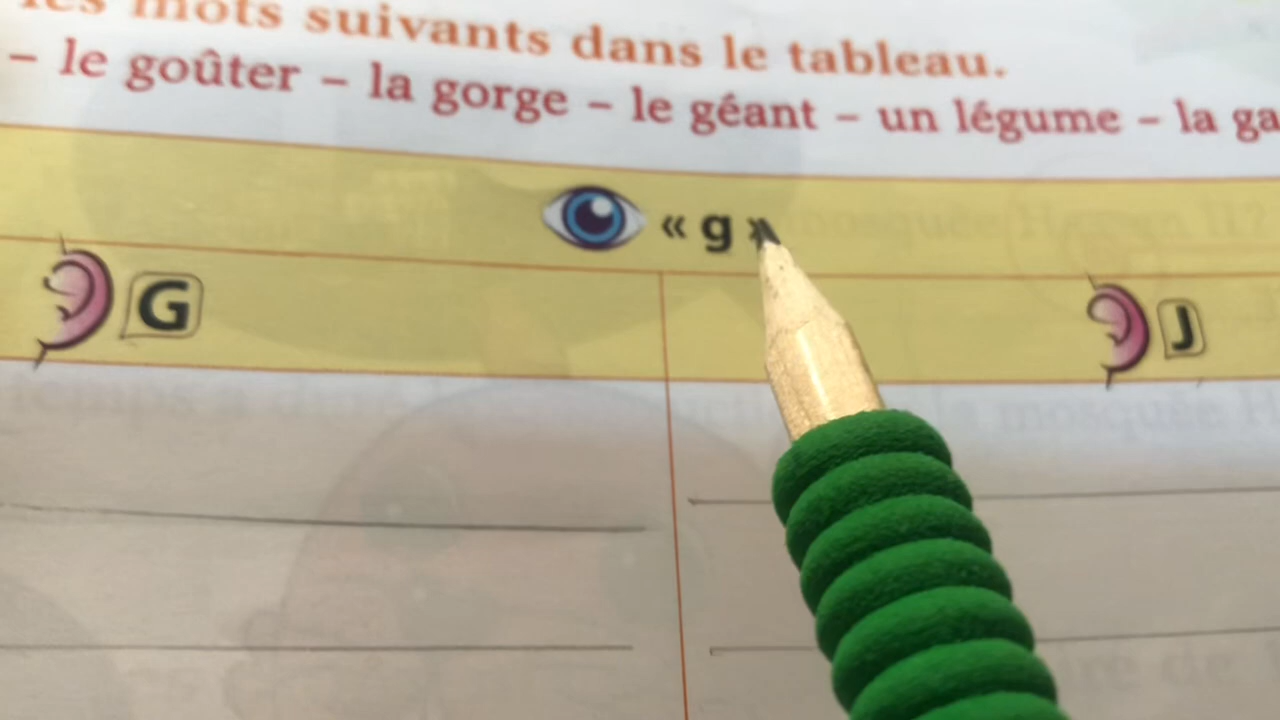 les mots suivants dans le tableau.
– le goûter – la gorge – le géant – un légume – la ga
« g »
G J